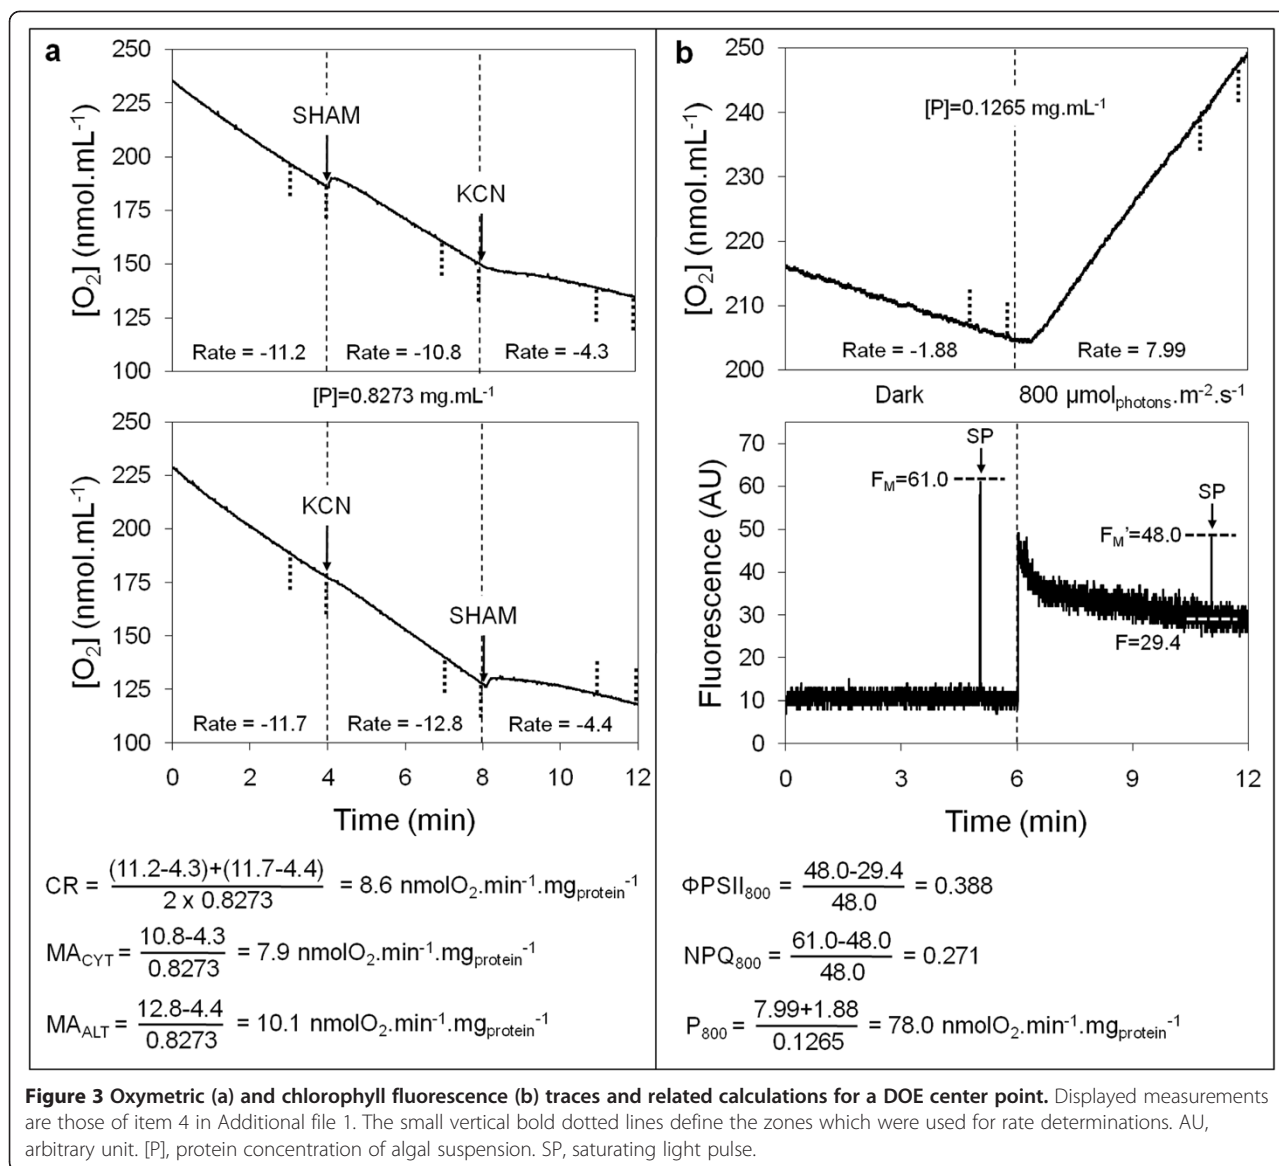 a
250
225
200
175
150
125
100
[O₂] (nmol.mL⁻¹)
SHAM
KCN
Rate = -11.2
Rate = -10.8
Rate = -4.3
[P]=0.8273 mg.mL⁻¹
250
225
200
175
150
125
100
[O₂] (nmol.mL⁻¹)
KCN
SHAM
Rate = -11.7
Rate = -12.8
Rate = -4.4
0 2 4 6 8 10 12
Time (min)
CR = (11.2-4.3)+(11.7-4.4) / 2 x 0.8273 = 8.6 nmolO₂.min⁻¹.mg_protein⁻¹
MA_CYT = 10.8-4.3 / 0.8273 = 7.9 nmolO₂.min⁻¹.mg_protein⁻¹
MA_ALT = 12.8-4.4 / 0.8273 = 10.1 nmolO₂.min⁻¹.mg_protein⁻¹
b
250
240
230
220
210
200
[O₂] (nmol.mL⁻¹)
[P]=0.1265 mg.mL⁻¹
Rate = -1.88
Rate = 7.99
Dark
800 µmol_photons.m⁻².s⁻¹
70
60
50
40
30
20
10
0
Fluorescence (AU)
SP
F_M=61.0
SP
F_M'=48.0
F=29.4
0 3 6 9 12
Time (min)
ΦPSII₈₀₀ = 48.0-29.4 / 48.0 = 0.388
NPQ₈₀₀ = 61.0-48.0 / 48.0 = 0.271
P₈₀₀ = 7.99+1.88 / 0.1265 = 78.0 nmolO₂.min⁻¹.mg_protein⁻¹
Figure 3 Oxymetric (a) and chlorophyll fluorescence (b) traces and related calculations for a DOE center point. Displayed measurements
are those of item 4 in Additional file 1. The small vertical bold dotted lines define the zones which were used for rate determinations. AU,
arbitrary unit. [P], protein concentration of algal suspension. SP, saturating light pulse.